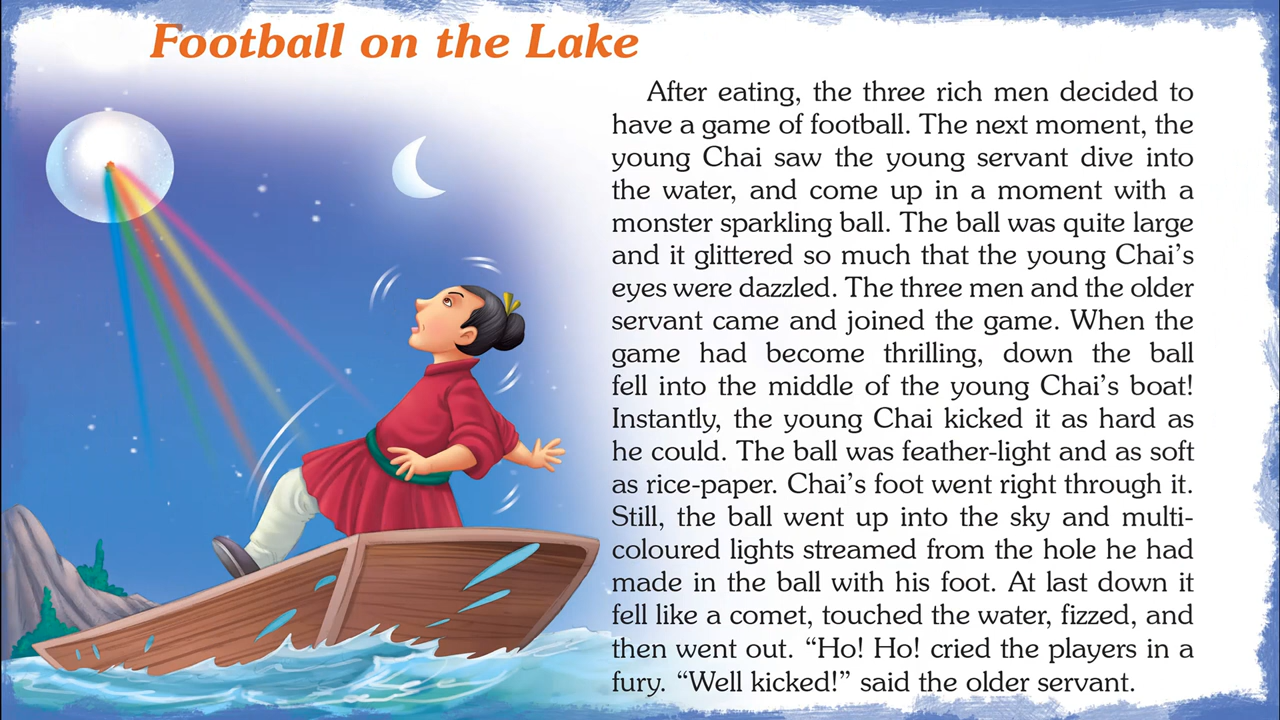 Football on the Lake
After eating, the three rich men decided to
have a game of football. The next moment, the
young Chai saw the young servant dive into
the water, and come up in a moment with a
monster sparkling ball. The ball was quite large
and it glittered so much that the young Chai’s
eyes were dazzled. The three men and the older
servant came and joined the game. When the
game had become thrilling, down the ball
fell into the middle of the young Chai’s boat!
Instantly, the young Chai kicked it as hard as
he could. The ball was feather-light and as soft
as rice-paper. Chai’s foot went right through it.
Still, the ball went up into the sky and multi-
coloured lights streamed from the hole he had
made in the ball with his foot. At last down it
fell like a comet, touched the water, fizzed, and
then went out. “Ho! Ho! cried the players in a
fury. “Well kicked!” said the older servant.